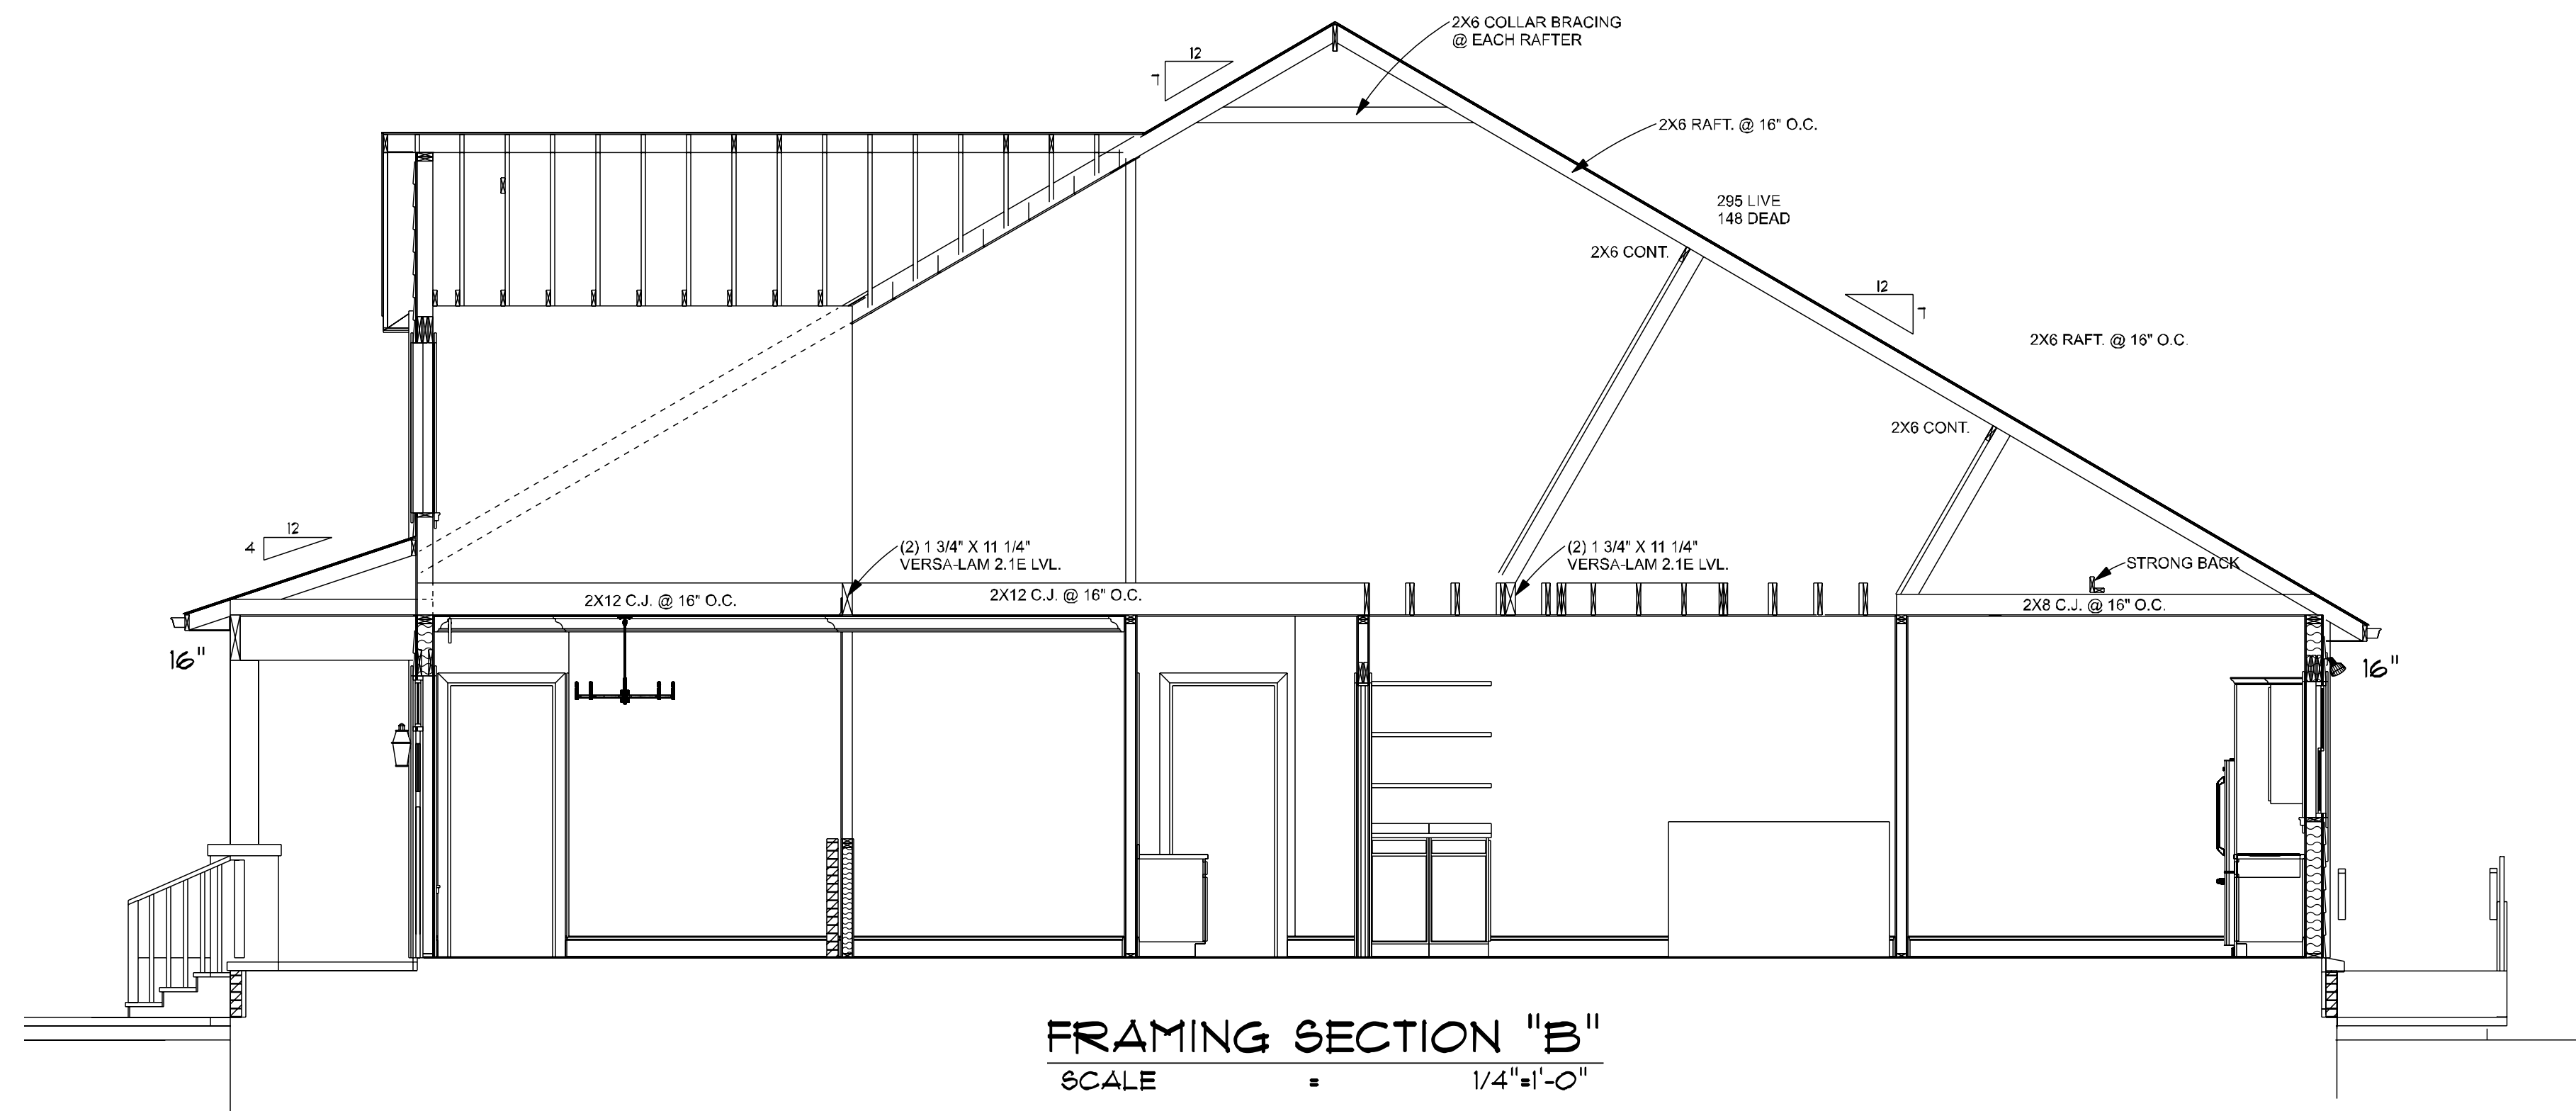 2X6 COLLAR BRACING
@ EACH RAFTER
12
7
2X6 RAFT. @ 16" O.C.
295 LIVE
148 DEAD
2X6 CONT.
12
7
2X6 RAFT. @ 16" O.C.
2X6 CONT.
12
4
(2) 1 3/4" X 11 1/4"
VERSA-LAM 2.1E LVL.
(2) 1 3/4" X 11 1/4"
VERSA-LAM 2.1E LVL.
STRONG BACK
2X12 C.J. @ 16" O.C.
2X12 C.J. @ 16" O.C.
2X8 C.J. @ 16" O.C.
16"
16"
FRAMING SECTION "B"
SCALE = 1/4"=1'-0"